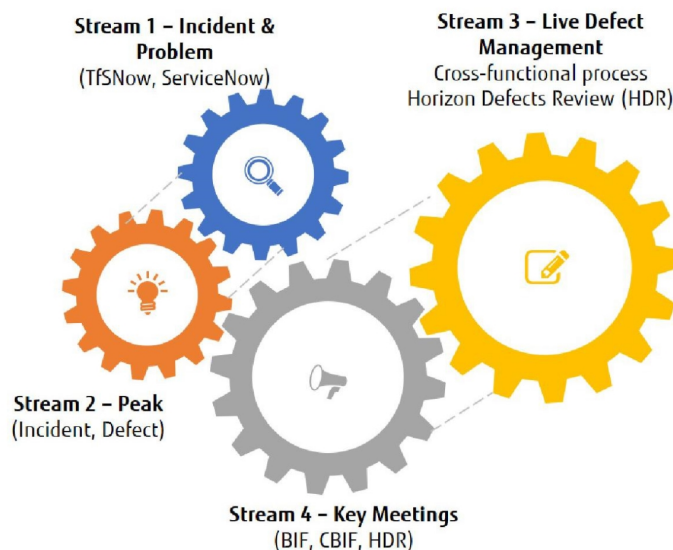 Stream 1 – Incident &
Problem
(TfSNow, ServiceNow)
Stream 3 – Live Defect
Management
Cross-functional process
Horizon Defects Review (HDR)
Stream 2 – Peak
(Incident, Defect)
Stream 4 – Key Meetings
(BIF, CBIF, HDR)